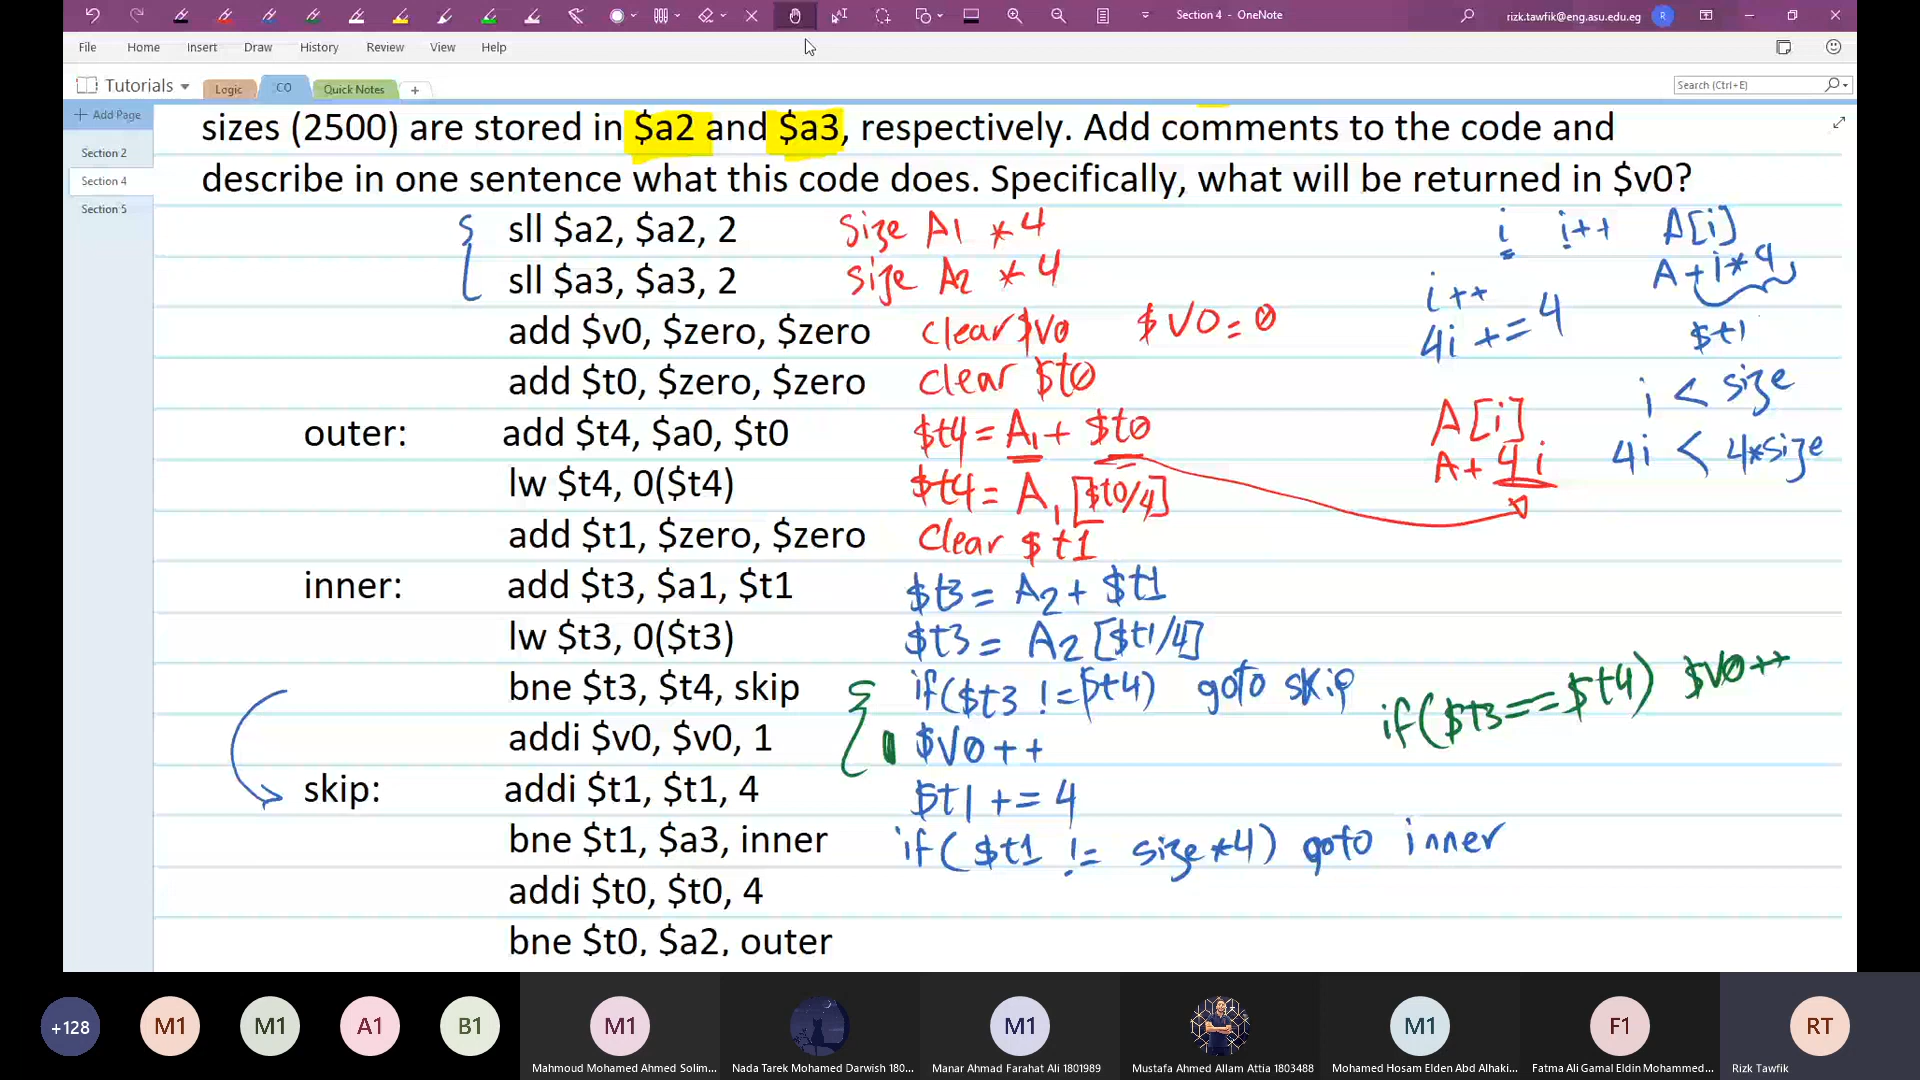 Section 4 - OneNote
rizk.tawfik@eng.asu.edu.eg
R
File Home Insert Draw History Review View Help
Tutorials
Logic
CO
Quick Notes
+
Search (Ctrl+E)
+ Add Page
Section 2
Section 4
Section 5
sizes (2500) are stored in $a2 and $a3, respectively. Add comments to the code and
describe in one sentence what this code does. Specifically, what will be returned in $v0?
sll $a2, $a2, 2 Size A1 *4
sll $a3, $a3, 2 size A2 *4
add $v0, $zero, $zero clear $V0 $V0=0
add $t0, $zero, $zero clear $t0
outer: add $t4, $a0, $t0 $t4 = A1 + $t0
lw $t4, 0($t4) $t4 = A1 [$t0/4]
add $t1, $zero, $zero Clear $t1
inner: add $t3, $a1, $t1 $t3 = A2 + $t1
lw $t3, 0($t3) $t3 = A2 [$t1/4]
bne $t3, $t4, skip if($t3 != $t4) goto skip
addi $v0, $v0, 1 $V0++
if($t3==$t4) $V0++
skip: addi $t1, $t1, 4 $t1 += 4
bne $t1, $a3, inner if($t1 != size*4) goto inner
addi $t0, $t0, 4
bne $t0, $a2, outer
i i++ A[i]
A+i*4
i++
4i += 4
$t1
i < size
4i < 4*size
A[i]
A+ 4i
+128
M1
M1
A1
B1
M1
M1
M1
F1
RT
Mahmoud Mohamed Ahmed Solim...
Nada Tarek Mohamed Darwish 180...
Manar Ahmad Farahat Ali 1801989
Mustafa Ahmed Allam Attia 1803488
Mohamed Hosam Elden Abd Alhaki...
Fatma Ali Gamal Eldin Mohammed...
Rizk Tawfik